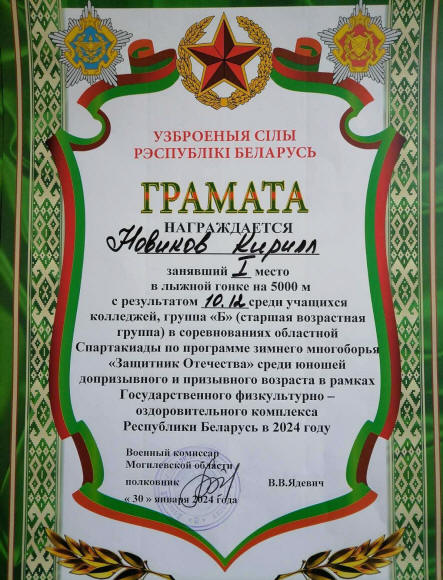 УЗБРОЕНЫЯ СІЛЫ
РЭСПУБЛІКІ БЕЛАРУСЬ
ГРАМАТА
НАГРАЖДАЕТСЯ
Новиков Кирилл
занявший I место
в лыжной гонке на 5000 м
с результатом 10.12 среди учащихся
колледжей, группа «Б» (старшая возрастная
группа) в соревнованиях областной
Спартакиады по программе зимнего многоборья
«Защитник Отечества» среди юношей
допризывного и призывного возраста в рамках
Государственного физкультурно –
оздоровительного комплекса
Республики Беларусь в 2024 году
Военный комиссар
Могилевской области
полковник В.В.Ядевич
« 30 » января 2024 года